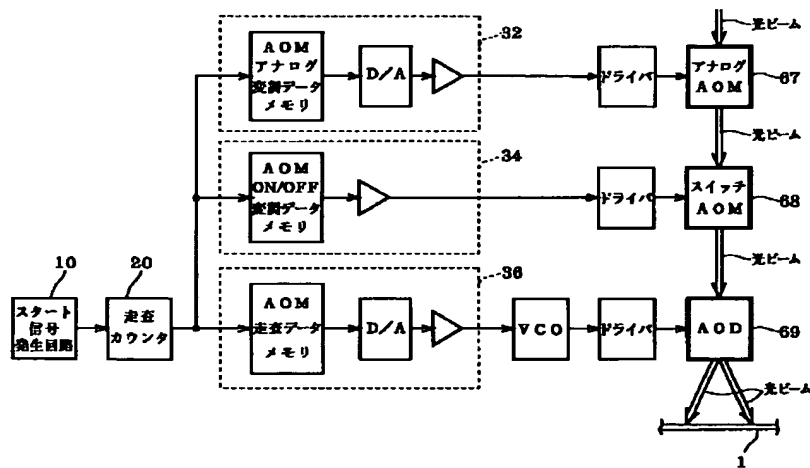 32
光ビーム
AOM
アナログ
変調データ
メモリ
D/A
ドライバ
アナログ
AOM
67
光ビーム
34
AOM
ON/OFF
変調データ
メモリ
ドライバ
スイッチ
AOM
68
光ビーム
10
20
36
スタート
信号
発生回路
走査
カウンタ
AOM
走査データ
メモリ
D/A
VCO
ドライバ
AOD
69
光ビーム
1